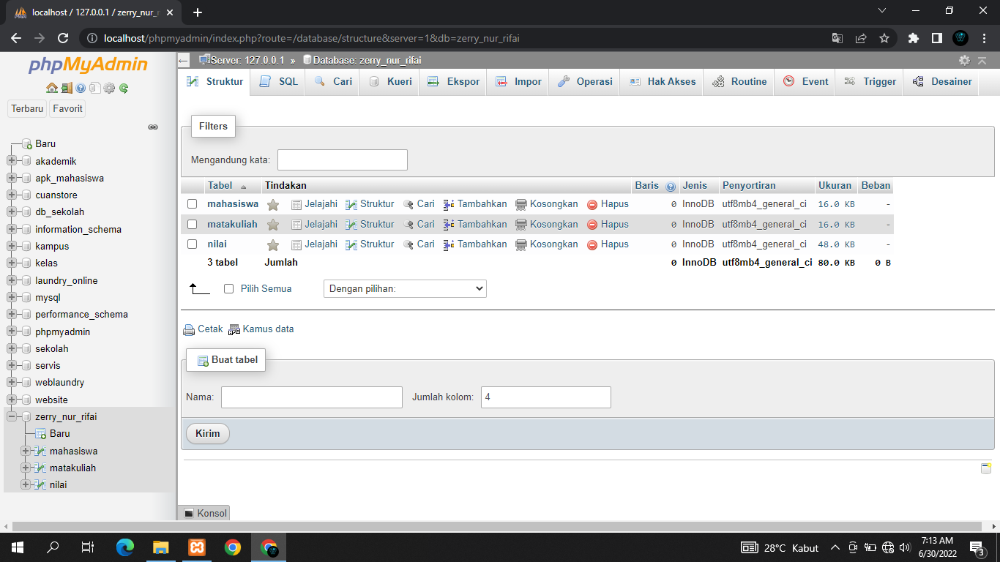 localhost / 127.0.0.1 / zerry_nur_r
localhost/phpmyadmin/index.php?route=/database/structure&server=1&db=zerry_nur_rifai
phpMyAdmin
Terbaru Favorit
Baru
akademik
apk_mahasiswa
cuanstore
db_sekolah
information_schema
kampus
kelas
laundry_online
mysql
performance_schema
phpmyadmin
sekolah
servis
weblaundry
website
zerry_nur_rifai
Baru
mahasiswa
matakuliah
nilai
Server: 127.0.0.1 » Database: zerry_nur_rifai
Struktur SQL Cari Kueri Ekspor Impor Operasi Hak Akses Routine Event Trigger Desainer
Filters
Mengandung kata:
Tabel Tindakan Baris Jenis Penyortiran Ukuran Beban
mahasiswa Jelajahi Struktur Cari Tambahkan Kosongkan Hapus 0 InnoDB utf8mb4_general_ci 16.0 KB -
matakuliah Jelajahi Struktur Cari Tambahkan Kosongkan Hapus 0 InnoDB utf8mb4_general_ci 16.0 KB -
nilai Jelajahi Struktur Cari Tambahkan Kosongkan Hapus 0 InnoDB utf8mb4_general_ci 48.0 KB -
3 tabel Jumlah 0 InnoDB utf8mb4_general_ci 80.0 KB 0 B
Pilih Semua Dengan pilihan:
Cetak Kamus data
Buat tabel
Nama: Jumlah kolom: 4
Kirim
Konsol
28°C Kabut
7:13 AM
6/30/2022
3